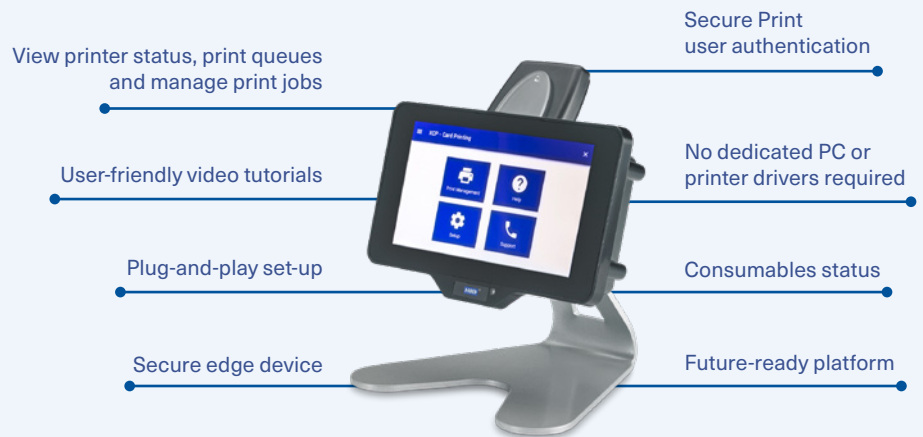 Secure Print
user authentication
View printer status, print queues
and manage print jobs
XCP - Card Printing
User-friendly video tutorials
No dedicated PC or
printer drivers required
Print Management
Help
Setup
Support
Plug-and-play set-up
Consumables status
Secure edge device
Future-ready platform